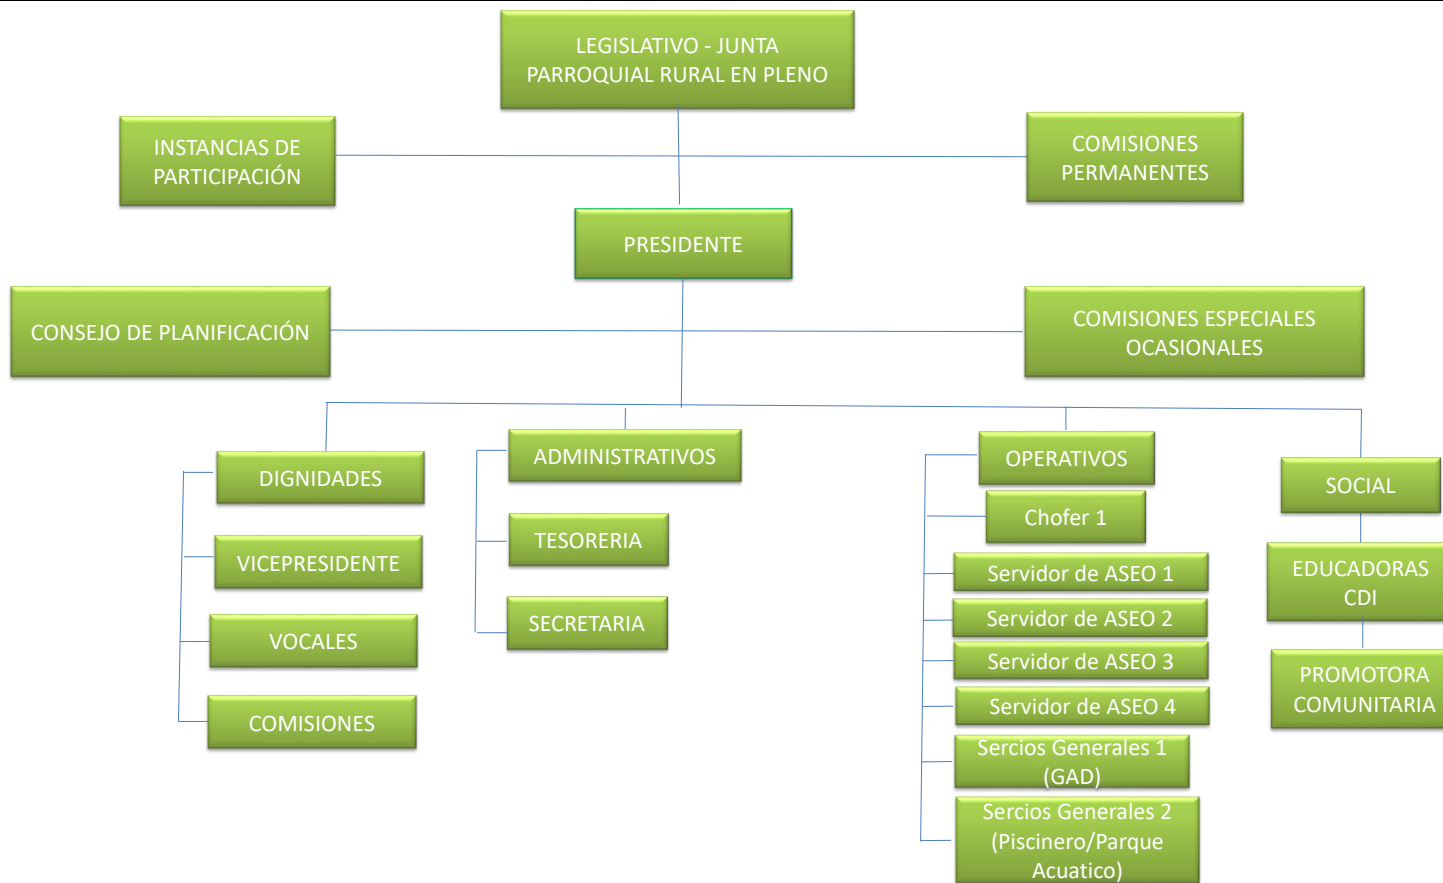 LEGISLATIVO - JUNTA
PARROQUIAL RURAL EN PLENO
INSTANCIAS DE
PARTICIPACIÓN
COMISIONES
PERMANENTES
PRESIDENTE
CONSEJO DE PLANIFICACIÓN
COMISIONES ESPECIALES
OCASIONALES
DIGNIDADES
VICEPRESIDENTE
VOCALES
COMISIONES
ADMINISTRATIVOS
TESORERIA
SECRETARIA
OPERATIVOS
Chofer 1
Servidor de ASEO 1
Servidor de ASEO 2
Servidor de ASEO 3
Servidor de ASEO 4
Sercios Generales 1
(GAD)
Sercios Generales 2
(Piscinero/Parque
Acuatico)
SOCIAL
EDUCADORAS
CDI
PROMOTORA
COMUNITARIA